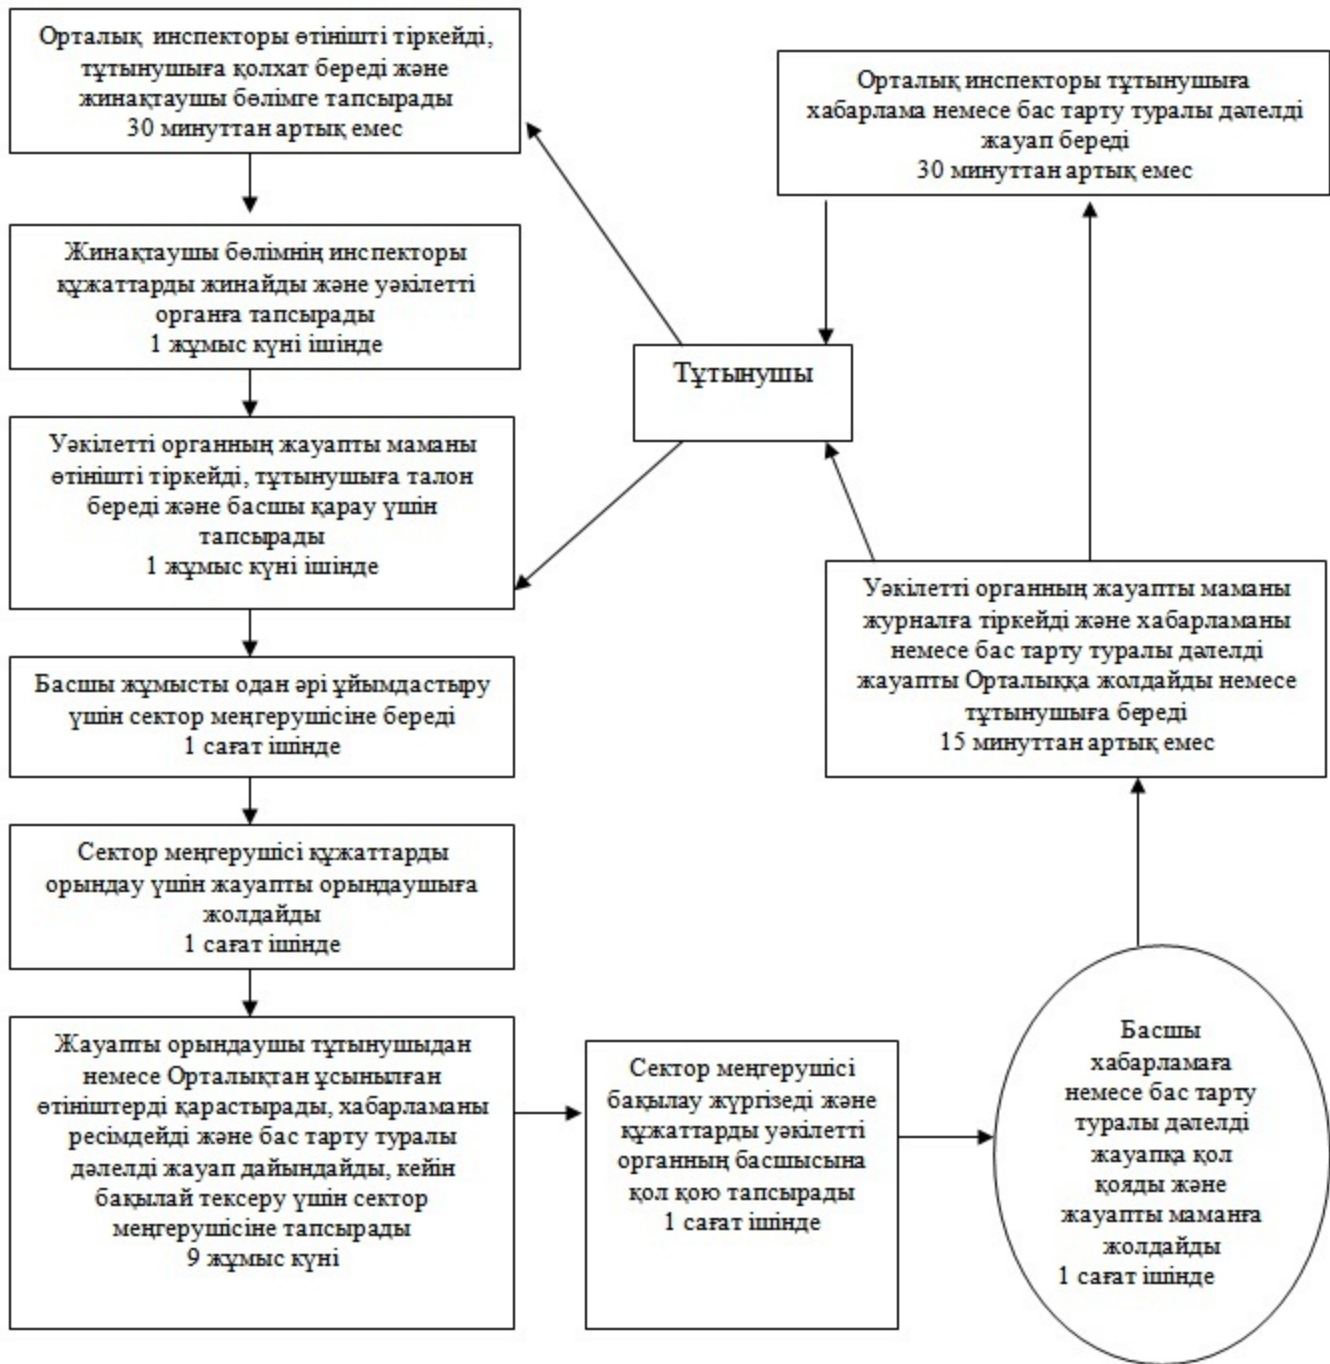 Орталық инспекторы өтінішті тіркейді,
тұтынушыға қолхат береді және
жинақтаушы бөлімге тапсырады
30 минуттан артық емес
Жинақтаушы бөлімнің инспекторы
құжаттарды жинайды және уәкілетті
органға тапсырады
1 жұмыс күні ішінде
Уәкілетті органның жауапты маманы
өтінішті тіркейді, тұтынушыға талон
береді және басшы қарау үшін
тапсырады
1 жұмыс күні ішінде
Басшы жұмысты одан әрі ұйымдастыру
үшін сектор меңгерушісіне береді
1 сағат ішінде
Сектор меңгерушісі құжаттарды
орындау үшін жауапты орындаушыға
жолдайды
1 сағат ішінде
Жауапты орындаушы тұтынушыдан
немесе Орталықтан ұсынылған
өтініштерді қарастырады, хабарламаны
ресімдейді және бас тарту туралы
дәлелді жауап дайындайды, кейін
бақылай тексеру үшін сектор
меңгерушісіне тапсырады
9 жұмыс күні
Сектор меңгерушісі
бақылау жүргізеді және
құжаттарды уәкілетті
органның басшысына
қол қою тапсырады
1 сағат ішінде
Басшы
хабарламаға
немесе бас тарту
туралы дәлелді
жауапқа қол
қояды және
жауапты маманға
жолдайды
1 сағат ішінде
Уәкілетті органның жауапты маманы
журналға тіркейді және хабарламаны
немесе бас тарту туралы дәлелді
жауапты Орталыққа жолдайды немесе
тұтынушыға береді
15 минуттан артық емес
Орталық инспекторы тұтынушыға
хабарлама немесе бас тарту туралы дәлелді
жауап береді
30 минуттан артық емес
Тұтынушы